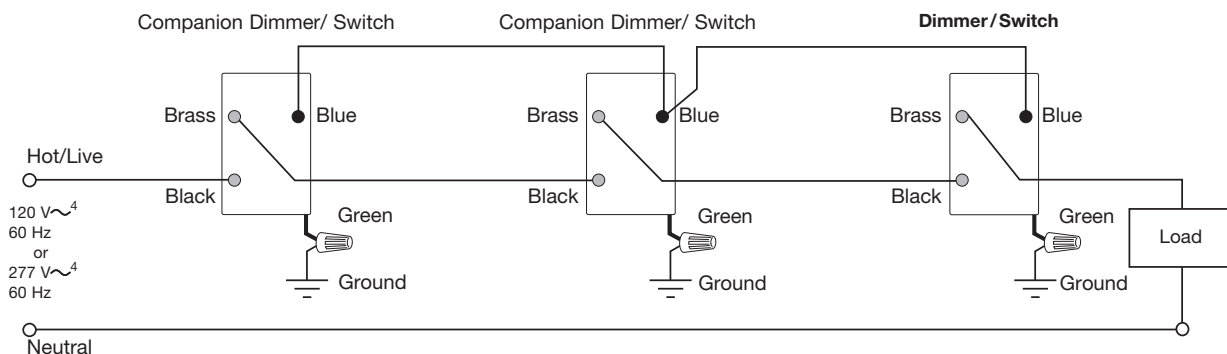 Companion Dimmer/ Switch
Companion Dimmer/ Switch
Dimmer/Switch
Brass
Blue
Brass
Blue
Brass
Blue
Hot/Live
Black
Black
Black
120 V~4
60 Hz
or
277 V~4
60 Hz
Green
Green
Green
Load
Ground
Ground
Ground
Neutral